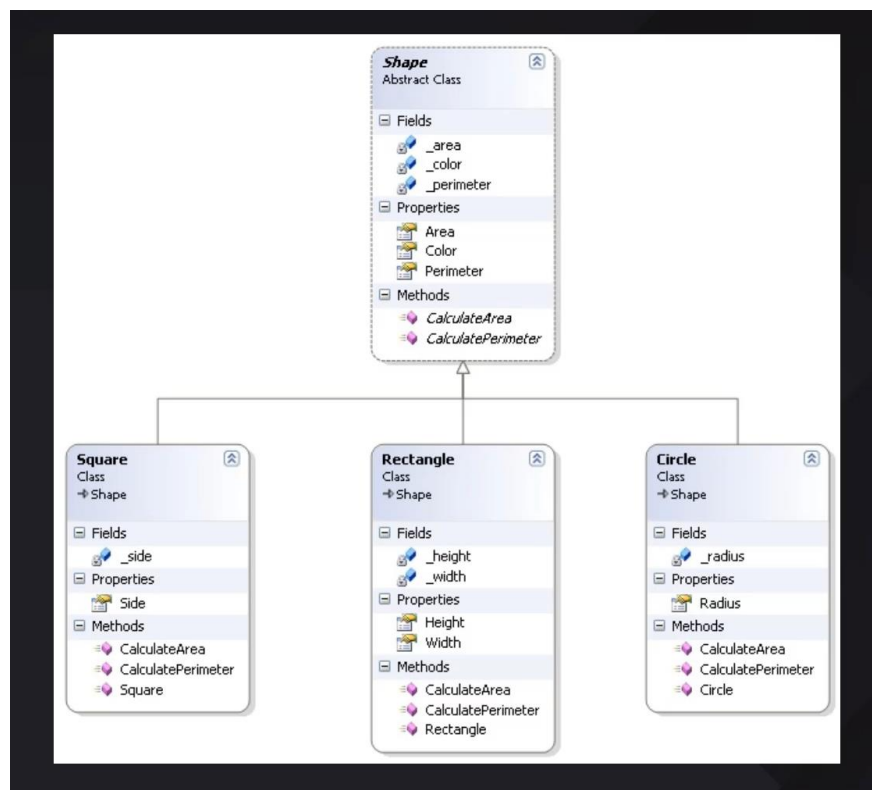 Shape
Abstract Class
Fields
_area
_color
_perimeter
Properties
Area
Color
Perimeter
Methods
CalculateArea
CalculatePerimeter
Square
Class
Shape
Fields
_side
Properties
Side
Methods
CalculateArea
CalculatePerimeter
Square
Rectangle
Class
Shape
Fields
_height
_width
Properties
Height
Width
Methods
CalculateArea
CalculatePerimeter
Rectangle
Circle
Class
Shape
Fields
_radius
Properties
Radius
Methods
CalculateArea
CalculatePerimeter
Circle